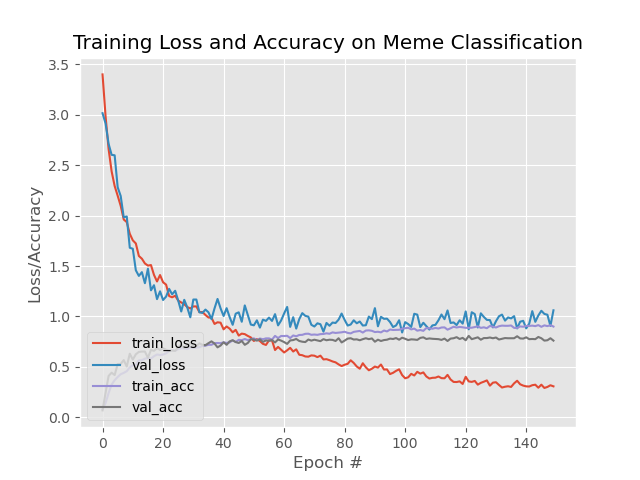 Training Loss and Accuracy on Meme Classification
3.5
3.0
2.5
2.0
1.5
1.0
0.5
0.0
Loss/Accuracy
train_loss
val_loss
train_acc
val_acc
0 20 40 60 80 100 120 140
Epoch #